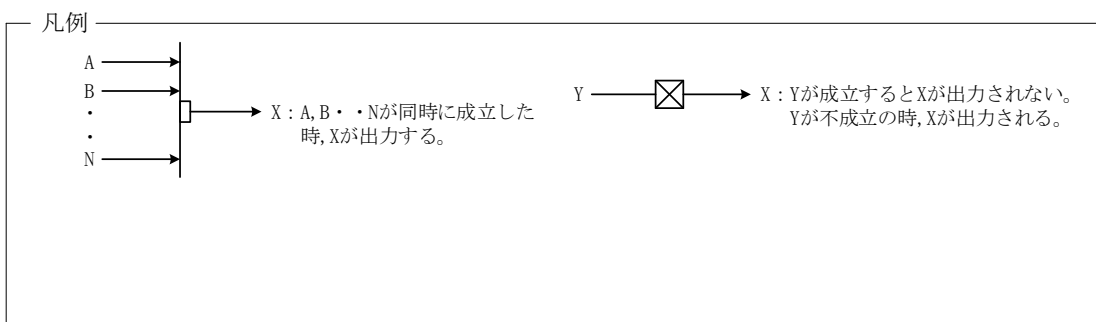 凡例
A
B
・
・
N
X：A,B・・Nが同時に成立した
時,Xが出力する。
Y
X：Yが成立するとXが出力されない。
Yが不成立の時,Xが出力される。